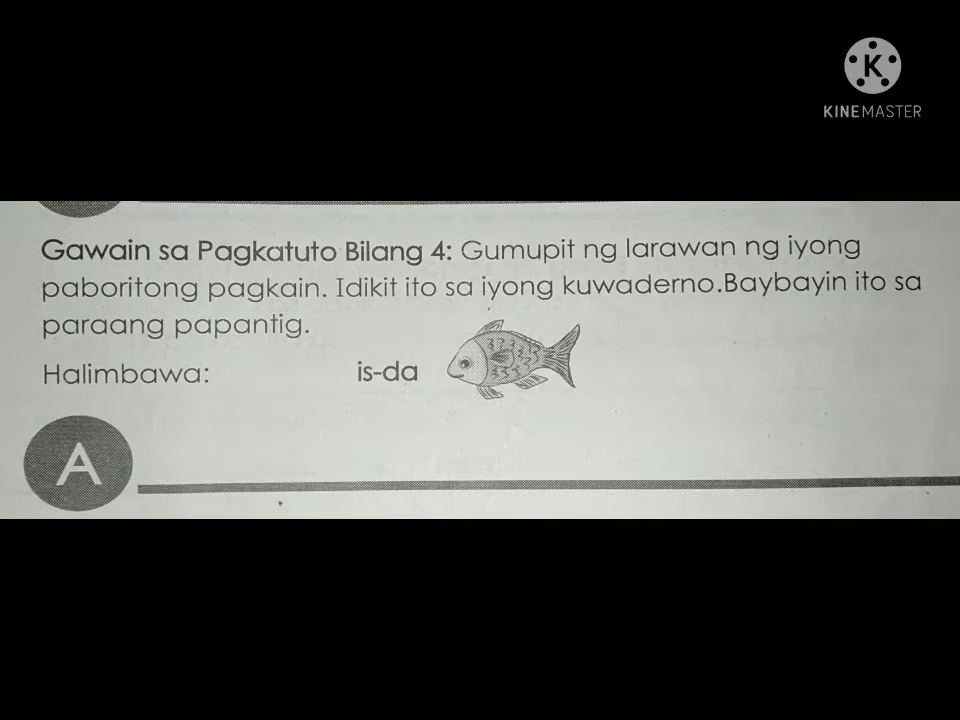 KINEMASTER
Gawain sa Pagkatuto Bilang 4: Gumupit ng larawan ng iyong
paboritong pagkain. Idikit ito sa iyong kuwaderno.Baybayin ito sa
paraang papantig.
Halimbawa: is-da
A